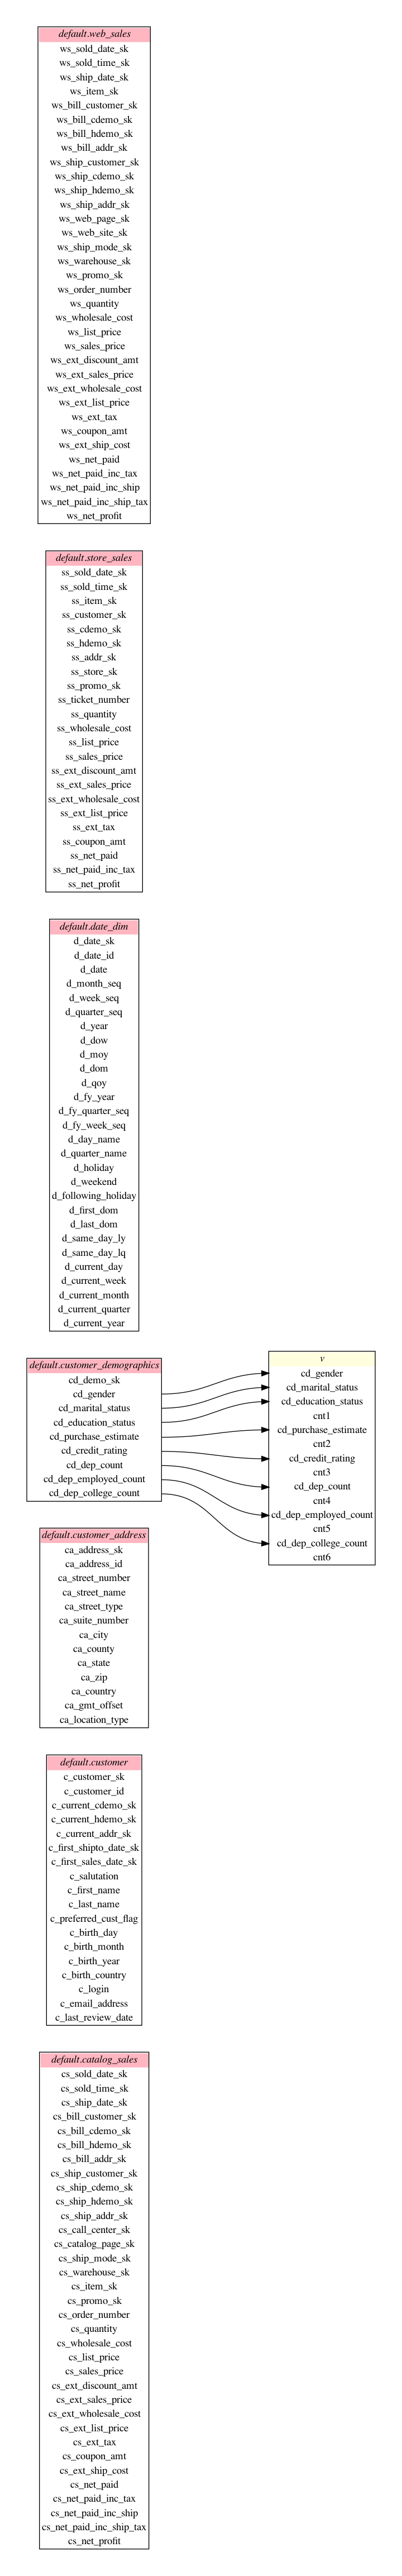 default.web_sales
ws_sold_date_sk
ws_sold_time_sk
ws_ship_date_sk
ws_item_sk
ws_bill_customer_sk
ws_bill_cdemo_sk
ws_bill_hdemo_sk
ws_bill_addr_sk
ws_ship_customer_sk
ws_ship_cdemo_sk
ws_ship_hdemo_sk
ws_ship_addr_sk
ws_web_page_sk
ws_web_site_sk
ws_ship_mode_sk
ws_warehouse_sk
ws_promo_sk
ws_order_number
ws_quantity
ws_wholesale_cost
ws_list_price
ws_sales_price
ws_ext_discount_amt
ws_ext_sales_price
ws_ext_wholesale_cost
ws_ext_list_price
ws_ext_tax
ws_coupon_amt
ws_ext_ship_cost
ws_net_paid
ws_net_paid_inc_tax
ws_net_paid_inc_ship
ws_net_paid_inc_ship_tax
ws_net_profit
default.store_sales
ss_sold_date_sk
ss_sold_time_sk
ss_item_sk
ss_customer_sk
ss_cdemo_sk
ss_hdemo_sk
ss_addr_sk
ss_store_sk
ss_promo_sk
ss_ticket_number
ss_quantity
ss_wholesale_cost
ss_list_price
ss_sales_price
ss_ext_discount_amt
ss_ext_sales_price
ss_ext_wholesale_cost
ss_ext_list_price
ss_ext_tax
ss_coupon_amt
ss_net_paid
ss_net_paid_inc_tax
ss_net_profit
default.date_dim
d_date_sk
d_date_id
d_date
d_month_seq
d_week_seq
d_quarter_seq
d_year
d_dow
d_moy
d_dom
d_qoy
d_fy_year
d_fy_quarter_seq
d_fy_week_seq
d_day_name
d_quarter_name
d_holiday
d_weekend
d_following_holiday
d_first_dom
d_last_dom
d_same_day_ly
d_same_day_lq
d_current_day
d_current_week
d_current_month
d_current_quarter
d_current_year
default.customer_demographics
cd_demo_sk
cd_gender
cd_marital_status
cd_education_status
cd_purchase_estimate
cd_credit_rating
cd_dep_count
cd_dep_employed_count
cd_dep_college_count
v
cd_gender
cd_marital_status
cd_education_status
cnt1
cd_purchase_estimate
cnt2
cd_credit_rating
cnt3
cd_dep_count
cnt4
cd_dep_employed_count
cnt5
cd_dep_college_count
cnt6
default.customer_address
ca_address_sk
ca_address_id
ca_street_number
ca_street_name
ca_street_type
ca_suite_number
ca_city
ca_county
ca_state
ca_zip
ca_country
ca_gmt_offset
ca_location_type
default.customer
c_customer_sk
c_customer_id
c_current_cdemo_sk
c_current_hdemo_sk
c_current_addr_sk
c_first_shipto_date_sk
c_first_sales_date_sk
c_salutation
c_first_name
c_last_name
c_preferred_cust_flag
c_birth_day
c_birth_month
c_birth_year
c_birth_country
c_login
c_email_address
c_last_review_date
default.catalog_sales
cs_sold_date_sk
cs_sold_time_sk
cs_ship_date_sk
cs_bill_customer_sk
cs_bill_cdemo_sk
cs_bill_hdemo_sk
cs_bill_addr_sk
cs_ship_customer_sk
cs_ship_cdemo_sk
cs_ship_hdemo_sk
cs_ship_addr_sk
cs_call_center_sk
cs_catalog_page_sk
cs_ship_mode_sk
cs_warehouse_sk
cs_item_sk
cs_promo_sk
cs_order_number
cs_quantity
cs_wholesale_cost
cs_list_price
cs_sales_price
cs_ext_discount_amt
cs_ext_sales_price
cs_ext_wholesale_cost
cs_ext_list_price
cs_ext_tax
cs_coupon_amt
cs_ext_ship_cost
cs_net_paid
cs_net_paid_inc_tax
cs_net_paid_inc_ship
cs_net_paid_inc_ship_tax
cs_net_profit